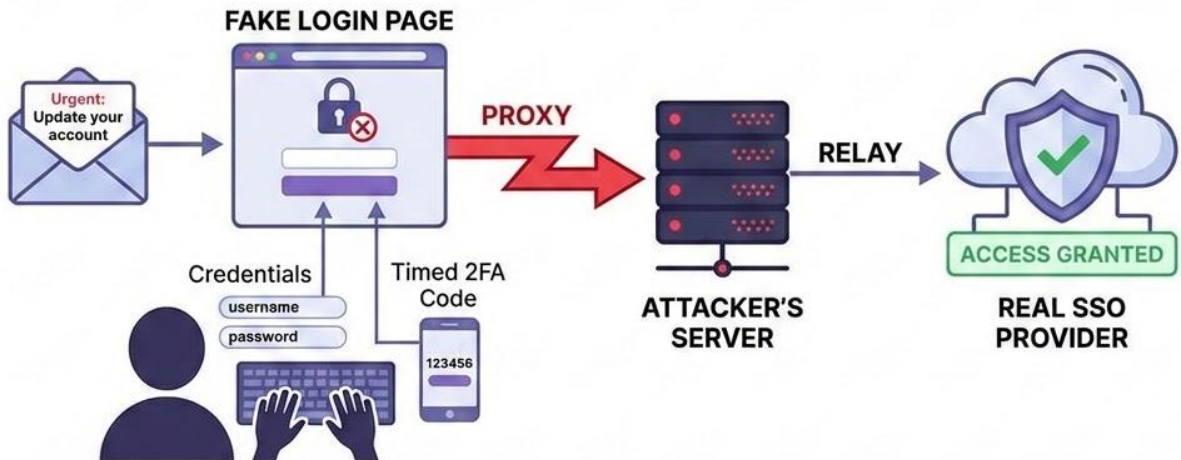 FAKE LOGIN PAGE
Urgent:
Update your
account
PROXY
RELAY
ACCESS GRANTED
Credentials
username
password
Timed 2FA
Code
123456
ATTACKER'S
SERVER
REAL SSO
PROVIDER